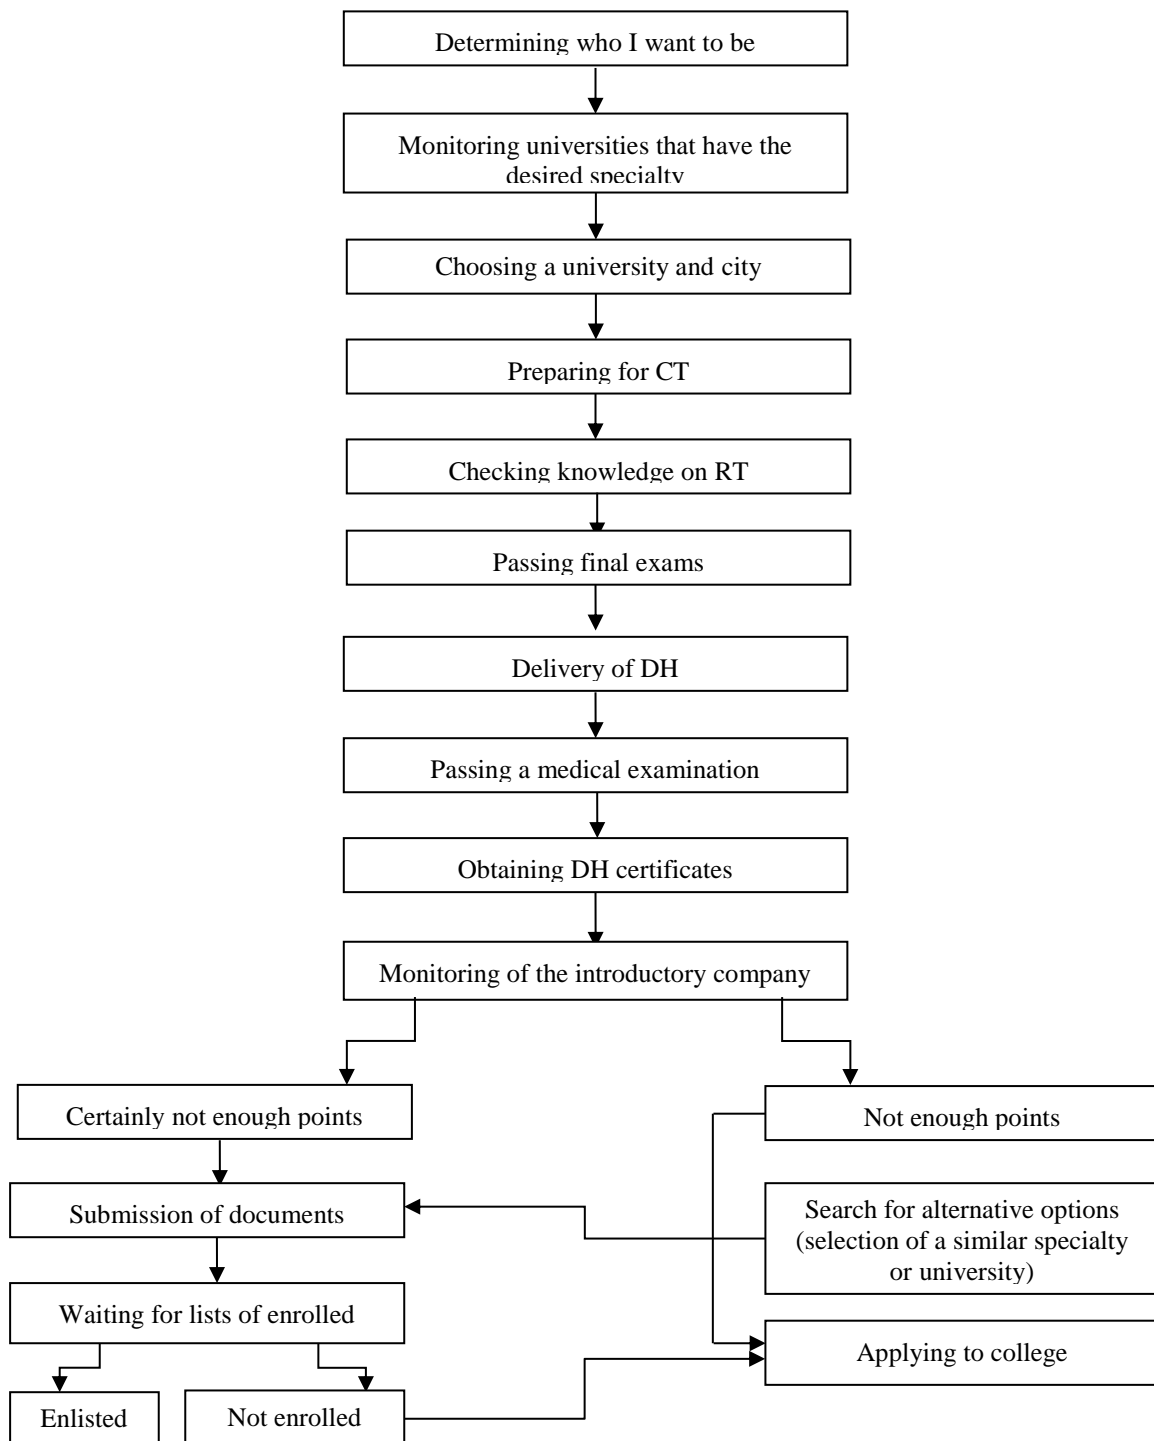 Determining who I want to be
Monitoring universities that have the
desired specialty
Choosing a university and city
Preparing for CT
Checking knowledge on RT
Passing final exams
Delivery of DH
Passing a medical examination
Obtaining DH certificates
Monitoring of the introductory company
Certainly not enough points
Not enough points
Submission of documents
Search for alternative options
(selection of a similar specialty
or university)
Waiting for lists of enrolled
Applying to college
Enlisted
Not enrolled